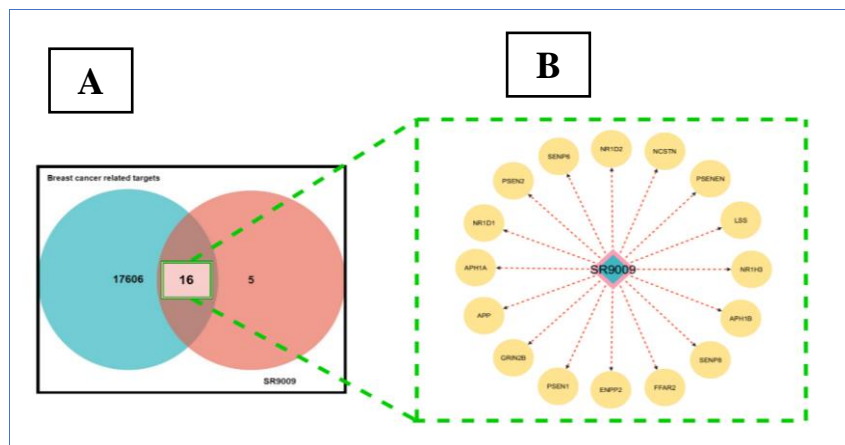 A
B
Breast cancer related targets
17606
16
5
SR9009
NR1D2
SENP6
NCSTN
PSEN2
PSENEN
NR1D1
LSS
APH1A
SR9009
NR1H3
APP
APH1B
GRIN2B
SENP8
PSEN1
ENPP2
FFAR2